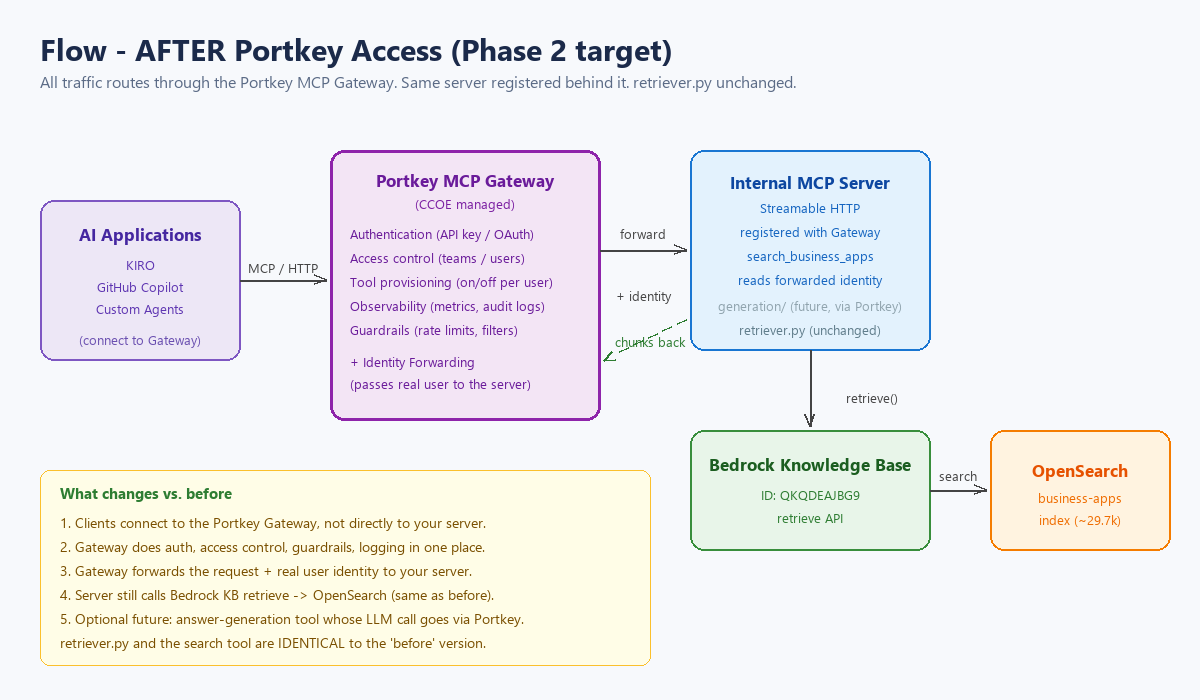 Flow - AFTER Portkey Access (Phase 2 target)
All traffic routes through the Portkey MCP Gateway. Same server registered behind it. retriever.py unchanged.
AI Applications
KIRO
GitHub Copilot
Custom Agents
(connect to Gateway)
MCP / HTTP
Portkey MCP Gateway
(CCOE managed)
Authentication (API key / OAuth)
Access control (teams / users)
Tool provisioning (on/off per user)
Observability (metrics, audit logs)
Guardrails (rate limits, filters)
+ Identity Forwarding
(passes real user to the server)
forward
+ identity
chunks back
Internal MCP Server
Streamable HTTP
registered with Gateway
search_business_apps
reads forwarded identity
generation/ (future, via Portkey)
retriever.py (unchanged)
retrieve()
Bedrock Knowledge Base
ID: QKQDEAJBG9
retrieve API
search
OpenSearch
business-apps
index (~29.7k)
What changes vs. before
1. Clients connect to the Portkey Gateway, not directly to your server.
2. Gateway does auth, access control, guardrails, logging in one place.
3. Gateway forwards the request + real user identity to your server.
4. Server still calls Bedrock KB retrieve -> OpenSearch (same as before).
5. Optional future: answer-generation tool whose LLM call goes via Portkey.
retriever.py and the search tool are IDENTICAL to the 'before' version.